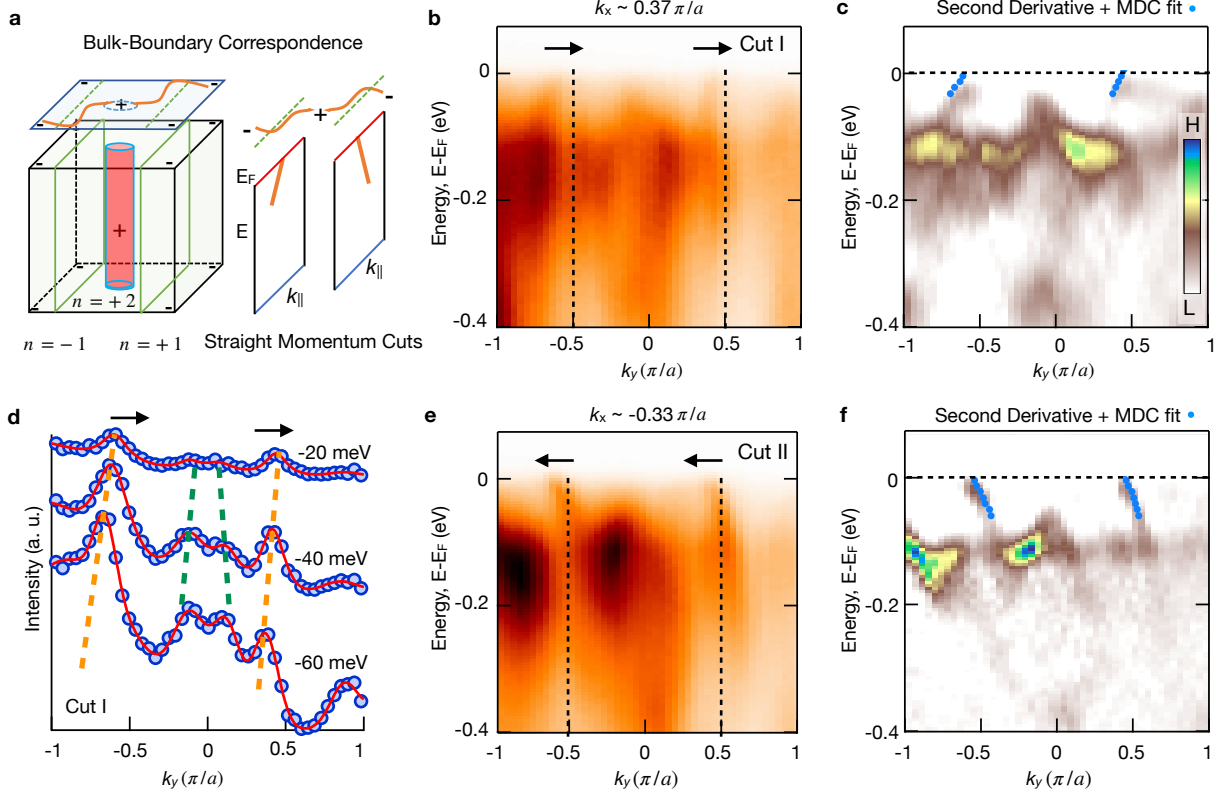 a
Bulk-Boundary Correspondence
+
-
-
-
-
+
-
-
-
-
-
+
-
n = + 2
n = − 1
n = + 1
E_F
E
k_∥
k_∥
Straight Momentum Cuts
b
k_x ~ 0.37 π/a
Cut I
Energy, E-E_F (eV)
0
-0.2
-0.4
-1
-0.5
0
0.5
1
k_y (π/a)
c
Second Derivative + MDC fit
Energy, E-E_F (eV)
0
-0.2
-0.4
H
L
-1
-0.5
0
0.5
1
k_y (π/a)
d
Intensity (a. u.)
-20 meV
-40 meV
-60 meV
Cut I
-1
-0.5
0
0.5
1
k_y (π/a)
e
k_x ~ -0.33 π/a
Cut II
Energy, E-E_F (eV)
0
-0.2
-0.4
-1
-0.5
0
0.5
1
k_y (π/a)
f
Second Derivative + MDC fit
Energy, E-E_F (eV)
0
-0.2
-0.4
-1
-0.5
0
0.5
1
k_y (π/a)